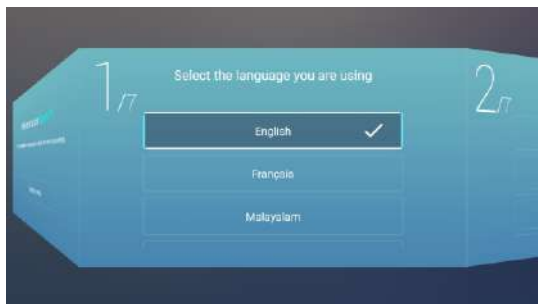 1/7
Select the language you are using
English
Français
Malayalam
2/7